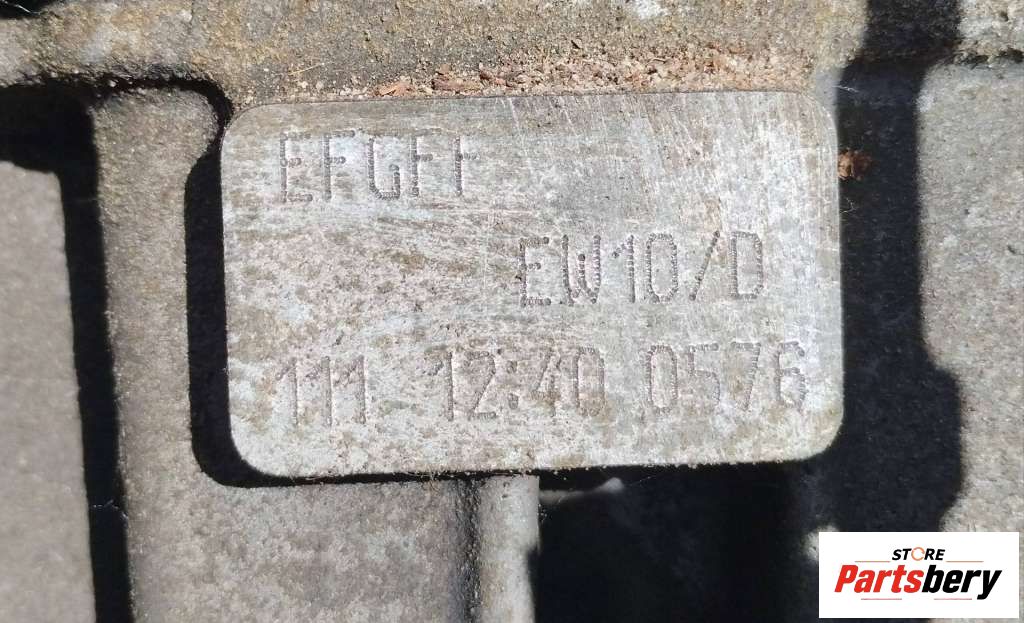 EFGFF
EW10/D
111 12:40 0576
STORE
Partsbery